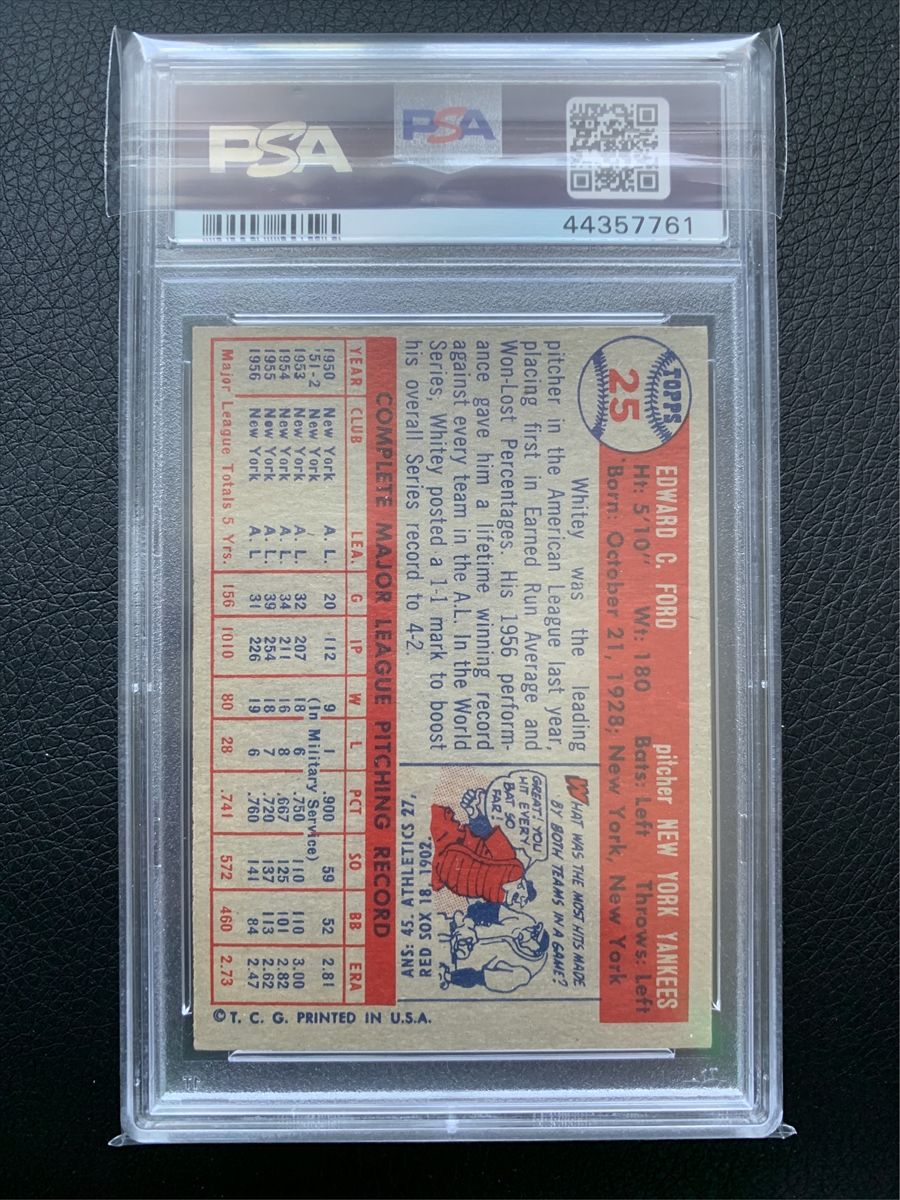 PSA
PSA
44357761
TOPPS
25
EDWARD C. FORD pitcher NEW YORK YANKEES
Ht: 5'10" Wt: 180 Bats: Left Throws: Left
Born: October 21, 1928; New York, New York
Whitey was the leading
pitcher in the American League last year,
placing first in Earned Run Average and
Won-Lost Percentages. His 1956 perform-
ance gave him a lifetime winning record
against every team in the A.L. In the World
Series, Whitey posted a 1-1 mark to boost
his overall Series record to 4-2.
WHAT WAS THE MOST HITS MADE
BY BOTH TEAMS IN A GAME?
GREAT! YOU
HIT EVERY
BAT SO
FAR!
ANS: 45. ATHLETICS 27,
RED SOX 18, 1902.
COMPLETE MAJOR LEAGUE PITCHING RECORD
YEAR CLUB LEA. G IP W L PCT SO BB ERA
1950 New York A. L. 20 112 9 1 .900 59 52 2.81
'51-2 New York (In Military Service)
1953 New York A. L. 32 207 18 6 .750 110 110 3.00
1954 New York A. L. 34 211 16 8 .667 125 101 2.82
1955 New York A. L. 39 254 18 7 .720 137 113 2.62
1956 New York A. L. 31 226 19 6 .760 141 84 2.47
Major League Totals 5 Yrs. 156 1010 80 28 .741 572 460 2.73
© T. C. G. PRINTED IN U.S.A.